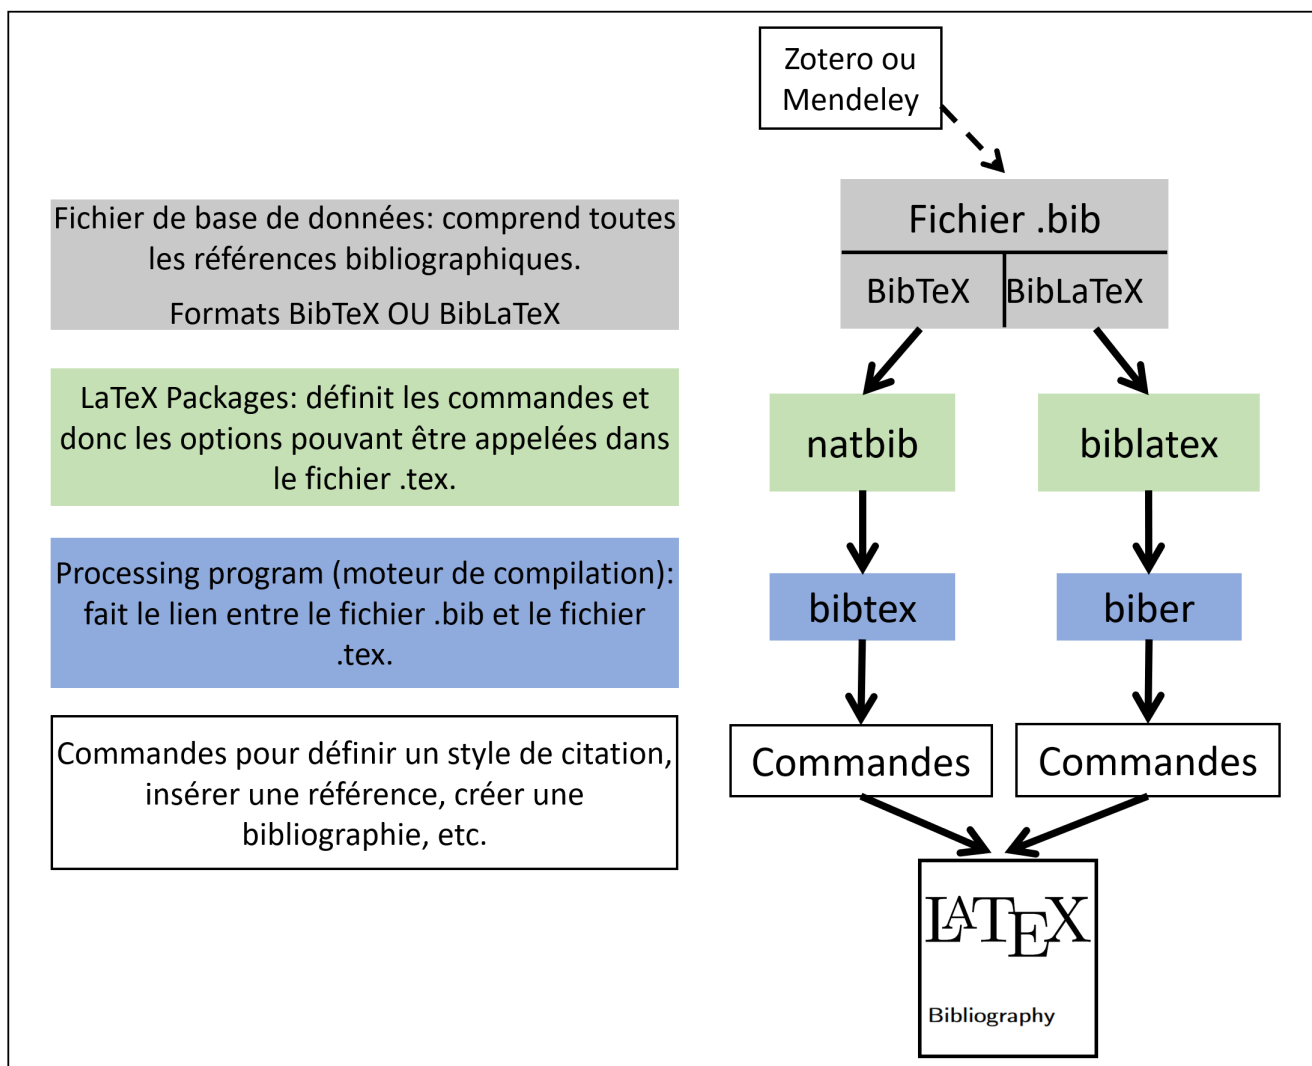 Zotero ou
Mendeley
Fichier de base de données: comprend toutes
les références bibliographiques.
Formats BibTeX OU BibLaTeX
Fichier .bib
BibTeX
BibLaTeX
LaTeX Packages: définit les commandes et
donc les options pouvant être appelées dans
le fichier .tex.
natbib
biblatex
Processing program (moteur de compilation):
fait le lien entre le fichier .bib et le fichier
.tex.
bibtex
biber
Commandes pour définir un style de citation,
insérer une référence, créer une
bibliographie, etc.
Commandes
Commandes
LATEX
Bibliography